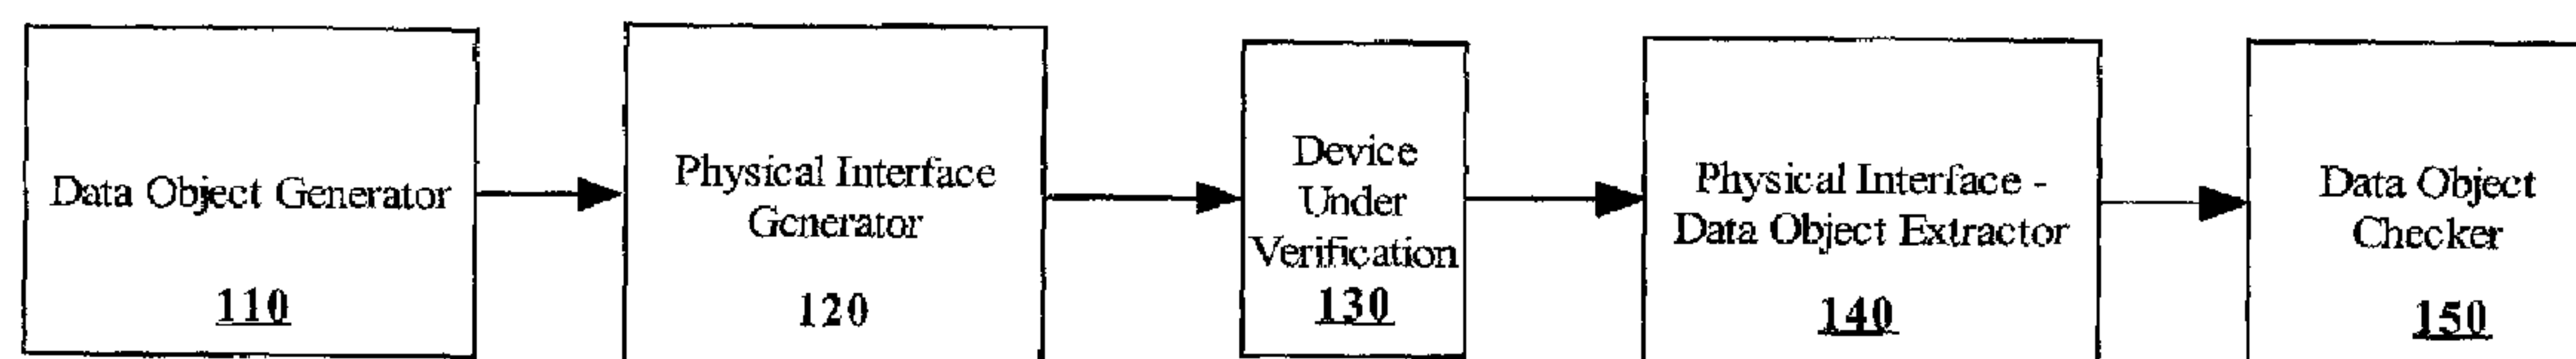 Data Object Generator
110
Physical Interface
Generator
120
Device
Under
Verification
130
Physical Interface -
Data Object Extractor
140
Data Object
Checker
150